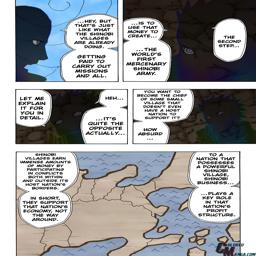 ...HEY, BUT
THAT'S JUST
LIKE WHAT
THE SHINOBI
VILLAGES
ARE ALREADY
DOING.
GETTING
PAID TO
CARRY OUT
MISSIONS
AND ALL.
...IS TO
USE THAT
MONEY TO
CREATE...
...THE
WORLD'S
FIRST
MERCENARY
SHINOBI
ARMY.
THE
SECOND
STEP...
LET ME
EXPLAIN
IT FOR
YOU IN
DETAIL.
HEH...
IT'S
QUITE THE
OPPOSITE
ACTUALLY...
YOU WANT TO
BECOME THE CHIEF
OF SOME SMALL
VILLAGE THAT
DOESN'T EVEN
HAVE A HOST
NATION TO
SUPPORT IT?
HOW
ABSURD
...
SHINOBI
VILLAGES EARN
IMMENSE AMOUNTS
OF MONEY BY
PARTICIPATING
IN CONFLICTS
BOTH WITHIN
AND OUTSIDE
ITS HOST
NATION'S
BORDERS.
IN SHORT,
THEY SUPPORT
THAT NATION'S
ECONOMY, NOT
THE WAY
AROUND.
TO A
NATION THAT
POSSESSES
A POWERFUL
SHINOBI
VILLAGE,
SHINOBI
BUSINESS...
...PLAYS A
KEY ROLE
IN THAT
NATION'S
PROFIT
STRUCTURE.